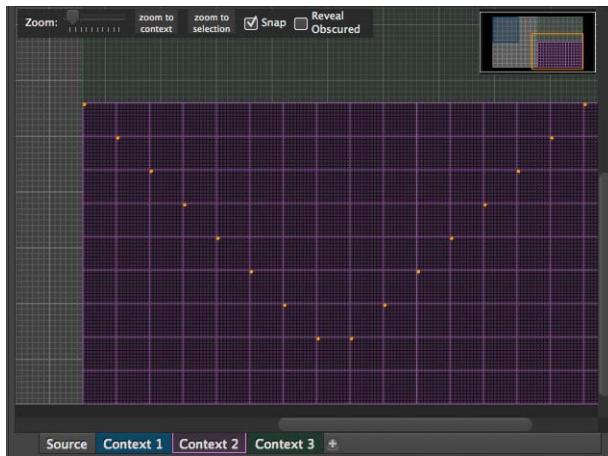 Zoom:
zoom to
context
zoom to
selection
Snap
Reveal
Obscured
Source Context 1 Context 2 Context 3 +